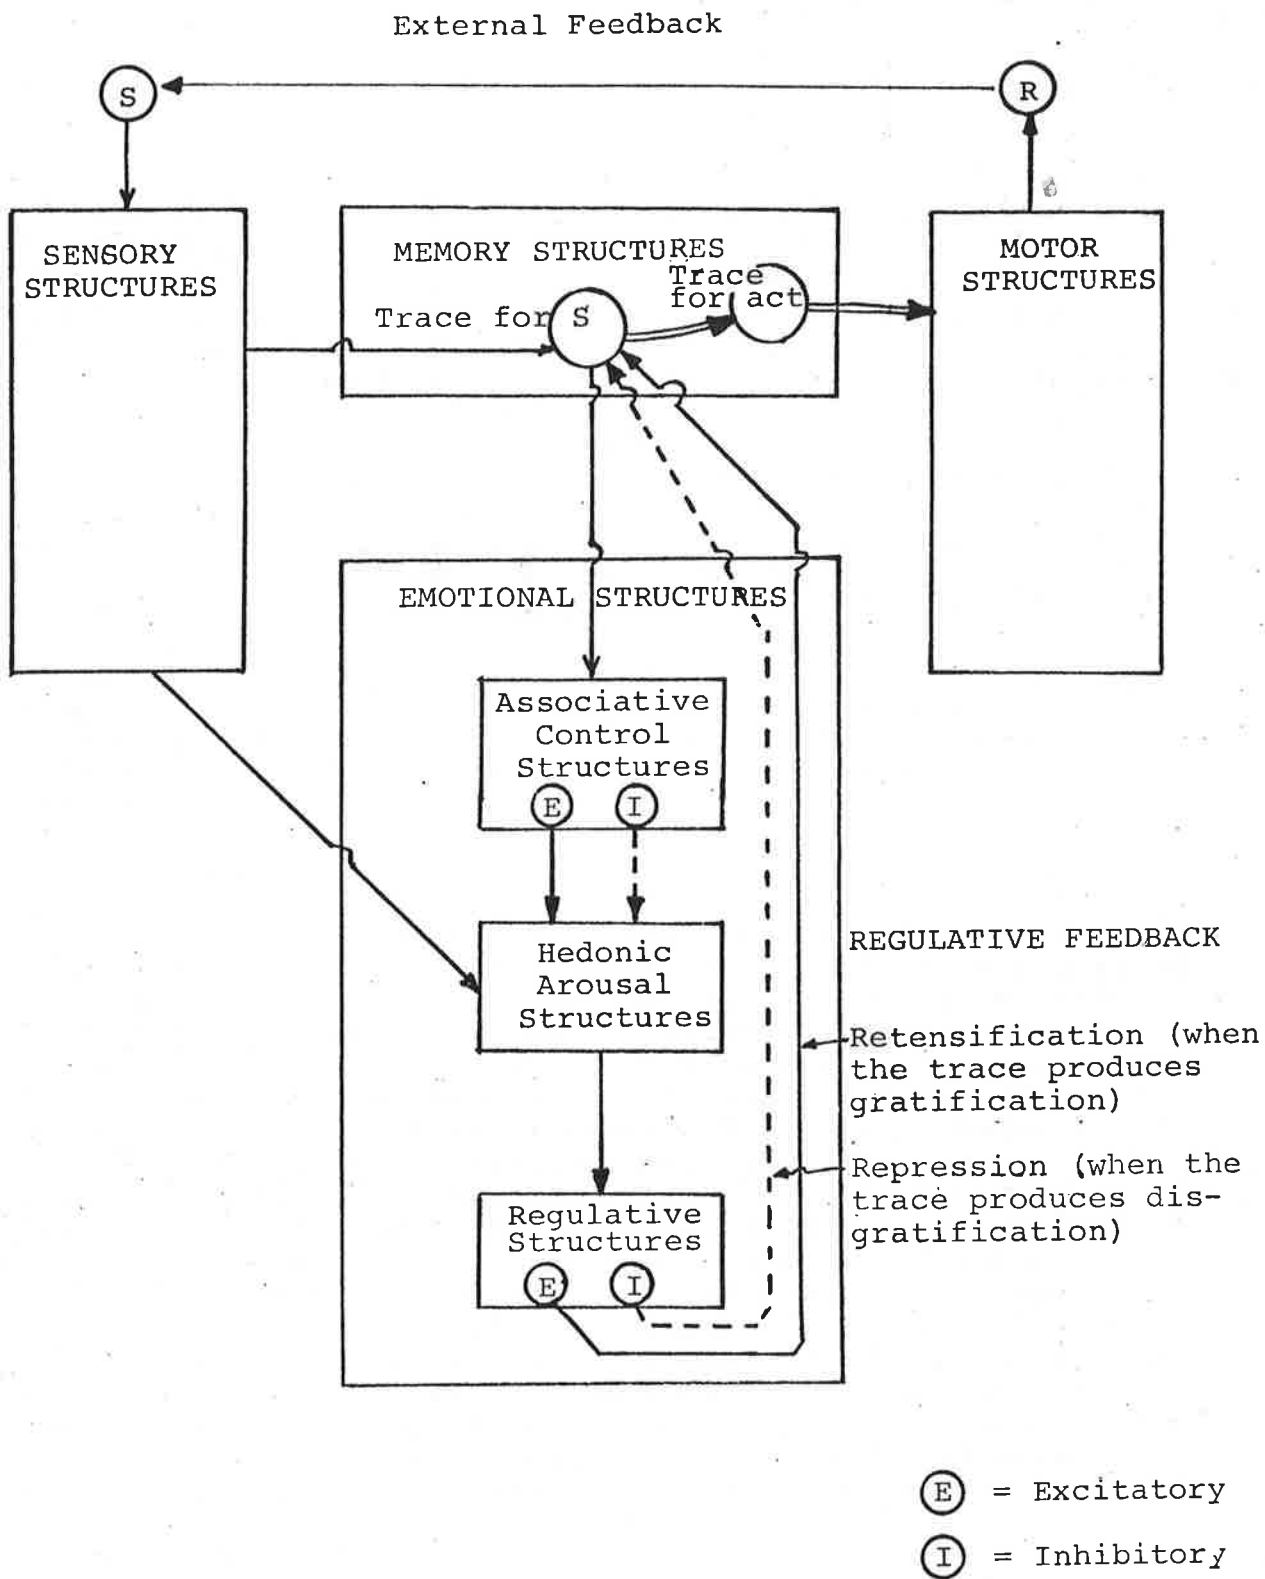 External Feedback
S
R
SENSORY
STRUCTURES
MEMORY STRUCTURES
Trace for S
Trace
for act
MOTOR
STRUCTURES
EMOTIONAL STRUCTURES
Associative
Control
Structures
E I
Hedonic
Arousal
Structures
Regulative
Structures
E I
REGULATIVE FEEDBACK
Retensification (when
the trace produces
gratification)
Repression (when the
trace produces dis-
gratification)
E = Excitatory
I = Inhibitory